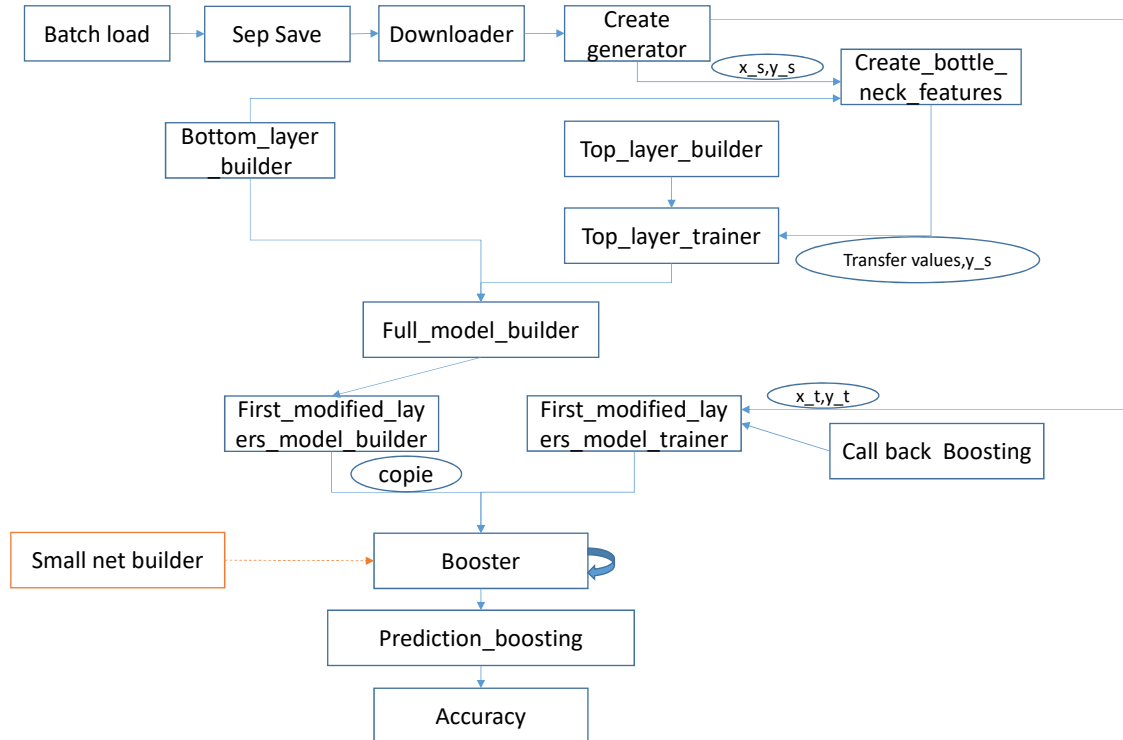 Batch load
Sep Save
Downloader
Create
generator
x_s,y_s
Create_bottle_
neck_features
Bottom_layer
_builder
Top_layer_builder
Top_layer_trainer
Transfer values,y_s
Full_model_builder
First_modified_lay
ers_model_builder
First_modified_lay
ers_model_trainer
x_t,y_t
Call back  Boosting
copie
Small net builder
Booster
Prediction_boosting
Accuracy